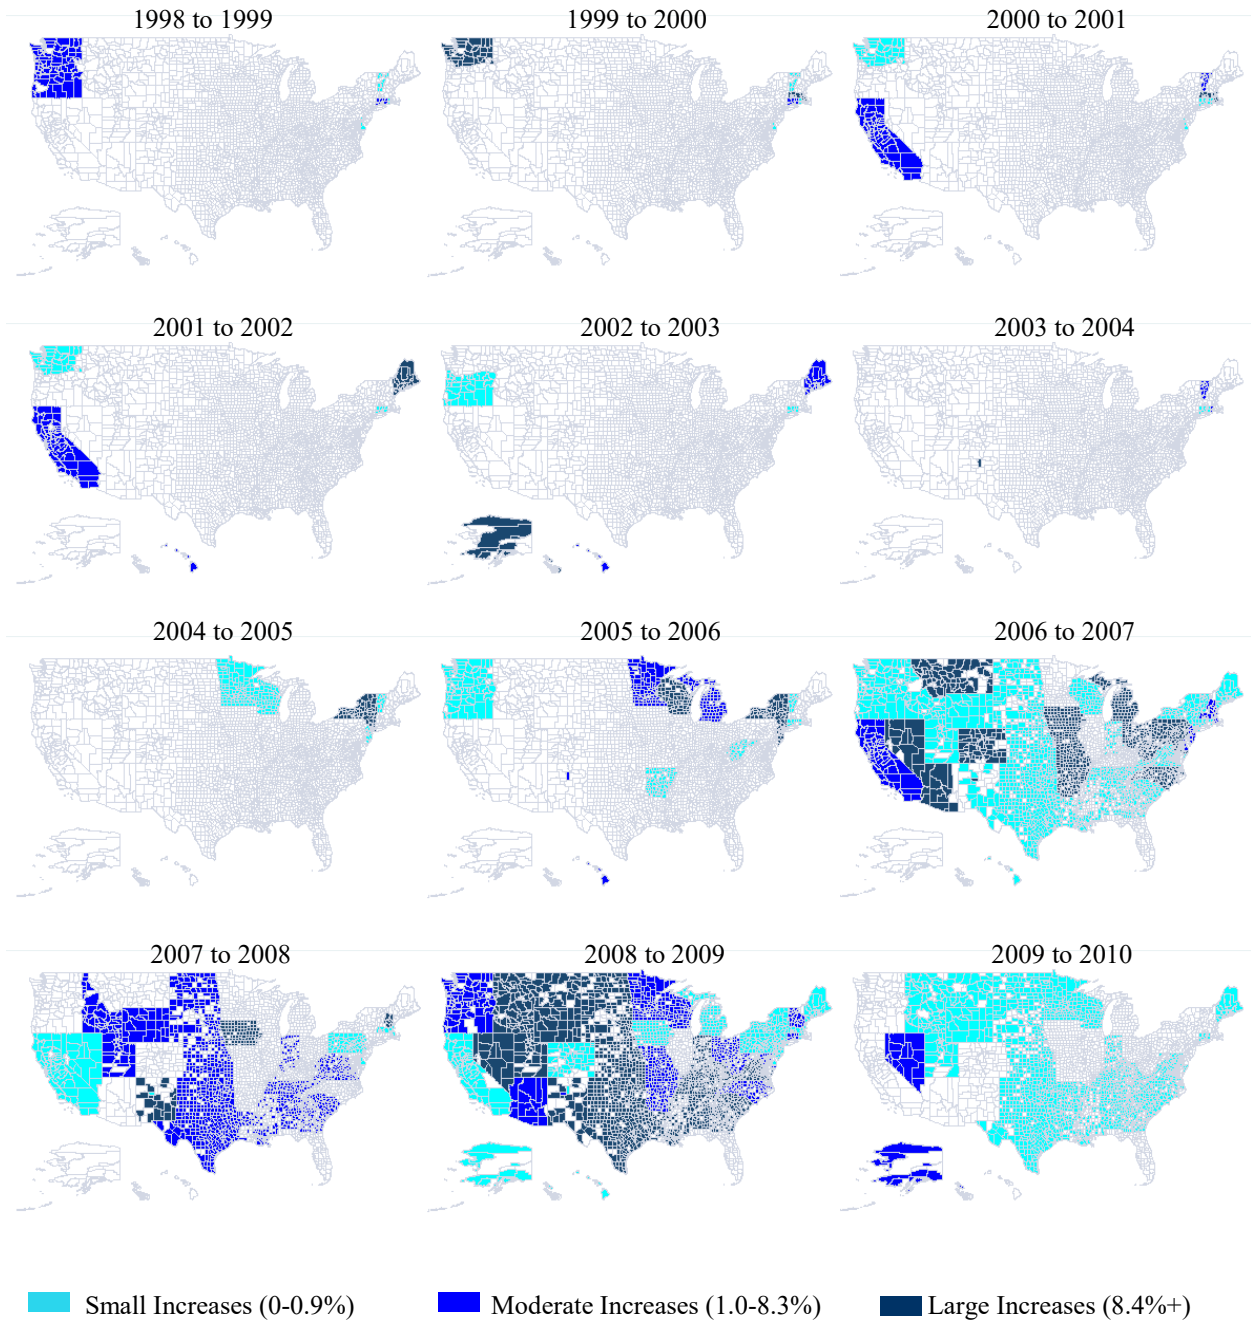 1998 to 1999
1999 to 2000
2000 to 2001
2001 to 2002
2002 to 2003
2003 to 2004
2004 to 2005
2005 to 2006
2006 to 2007
2007 to 2008
2008 to 2009
2009 to 2010
Small Increases (0-0.9%)
Moderate Increases (1.0-8.3%)
Large Increases (8.4%+)